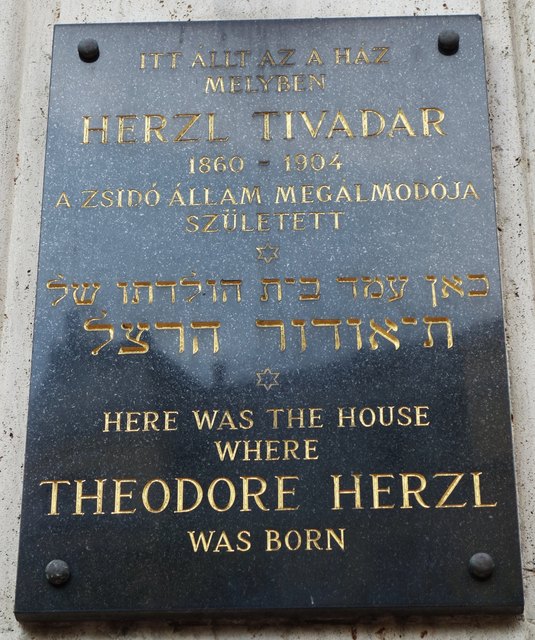 ITT ÁLLT AZ A HÁZ
MELYBEN
HERZL TIVADAR
1860 - 1904
A ZSIDÓ ÁLLAM MEGALMODÓJA
SZÜLETETT
כאן עמד בית הולדתו של
תיאודור הרצל
HERE WAS THE HOUSE
WHERE
THEODORE HERZL
WAS BORN